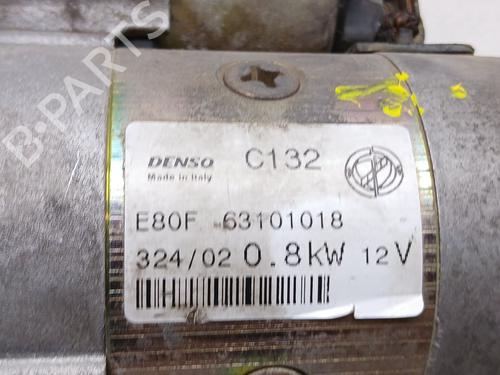 B-PARTS
DENSO C132
Made in Italy
E80F 63101018
324/02 0.8kW 12V